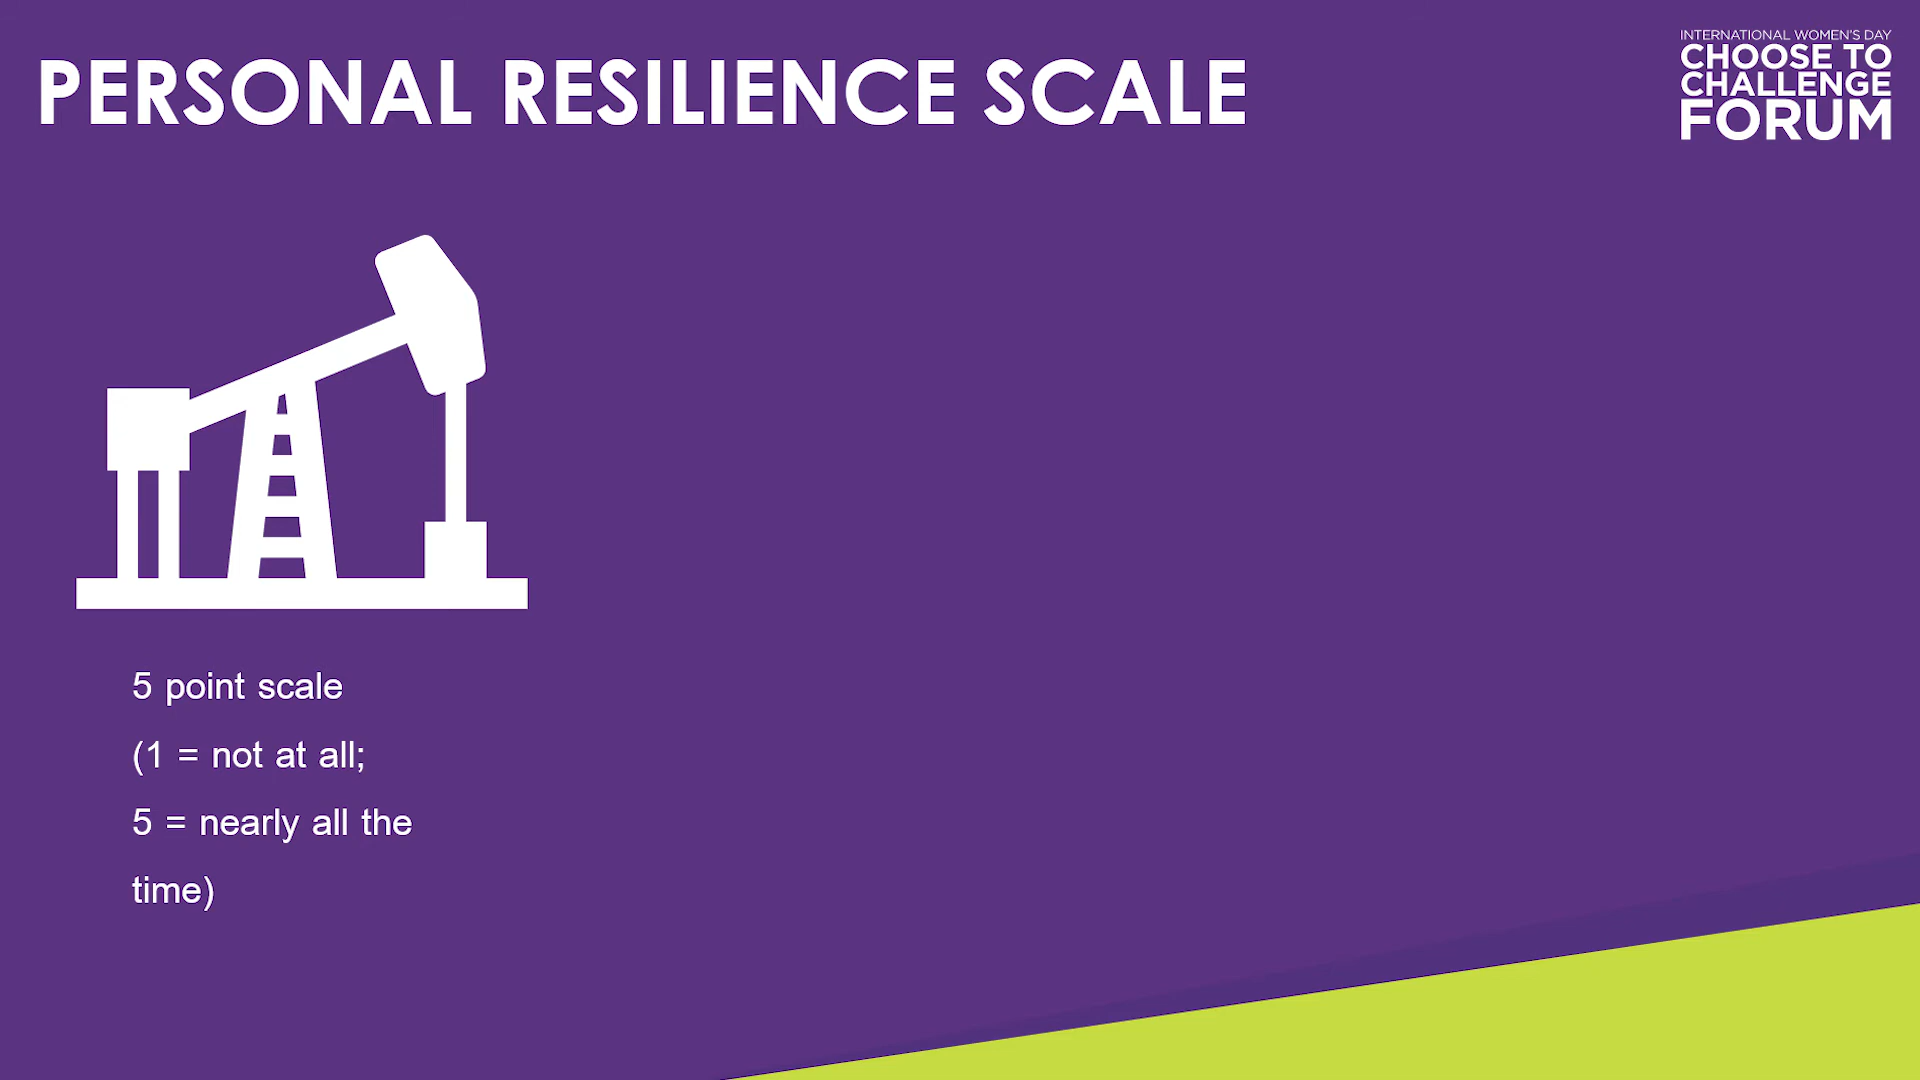 PERSONAL RESILIENCE SCALE
INTERNATIONAL WOMEN'S DAY
CHOOSE TO
CHALLENGE
FORUM
5 point scale
(1 = not at all;
5 = nearly all the
time)